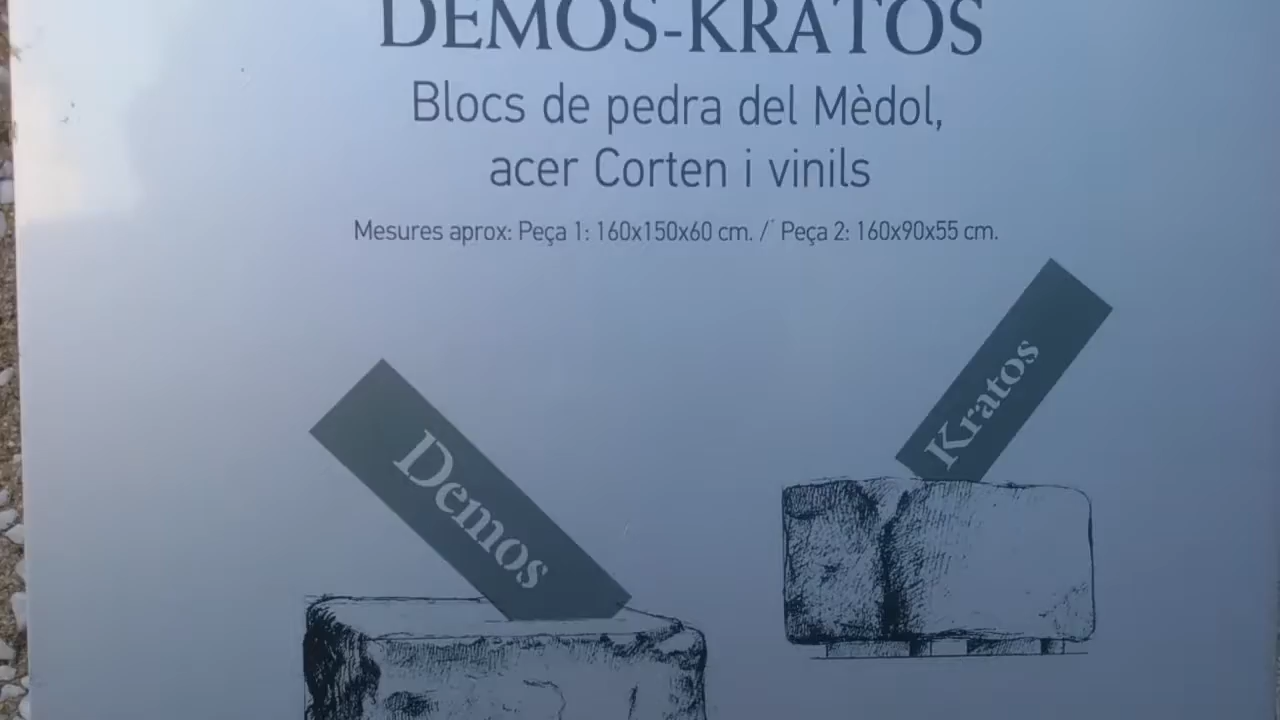 DEMOS-KRATOS
Blocs de pedra del Mèdol,
acer Corten i vinils
Mesures aprox: Peça 1: 160x150x60 cm. / Peça 2: 160x90x55 cm.
Kratos
Demos